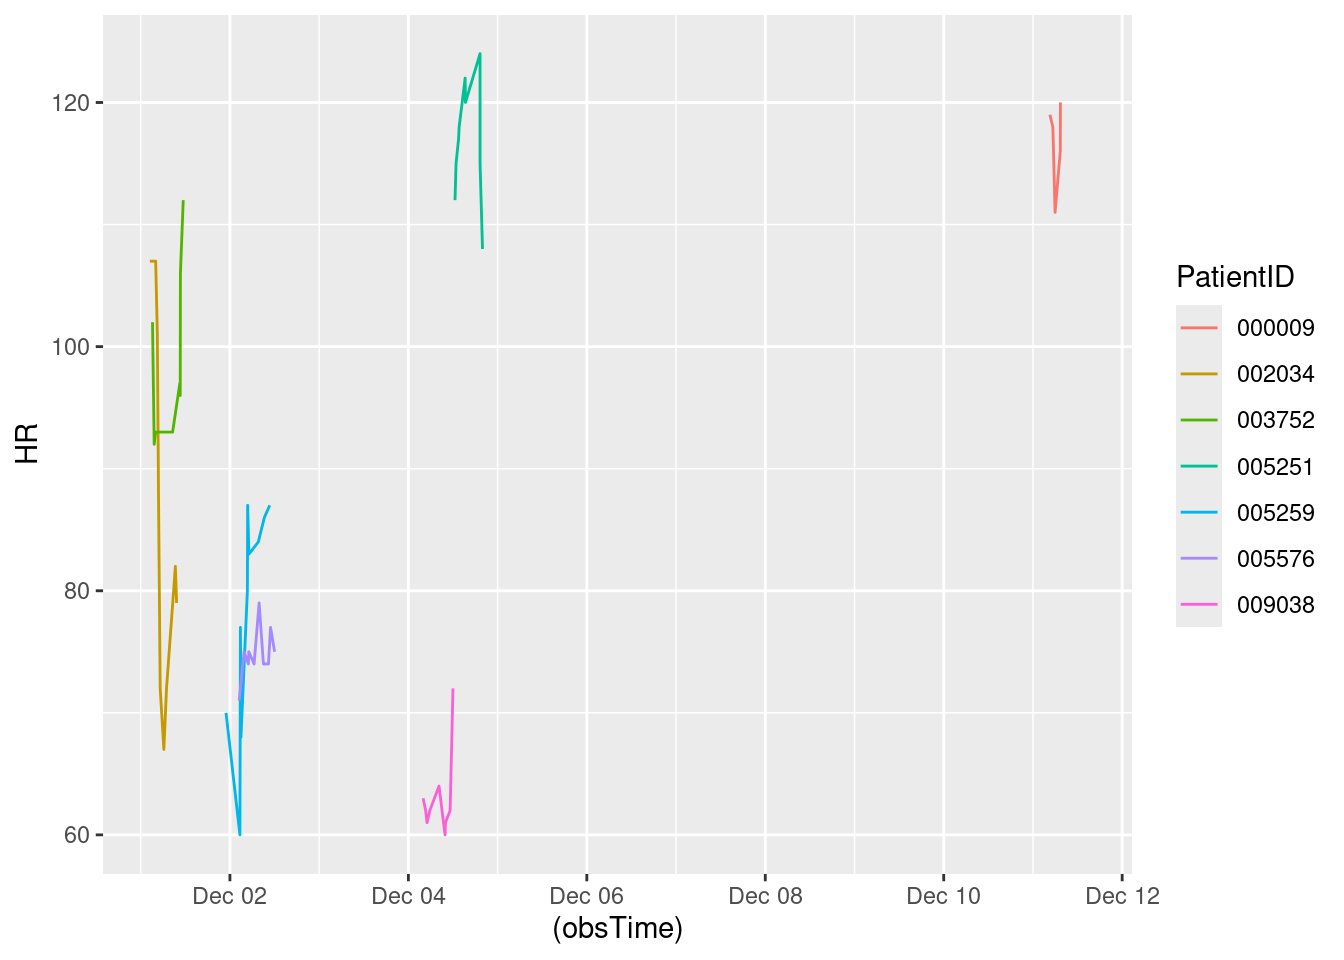 120
100
80
60
HR
Dec 02
Dec 04
Dec 06
Dec 08
Dec 10
Dec 12
(obsTime)
PatientID
000009
002034
003752
005251
005259
005576
009038